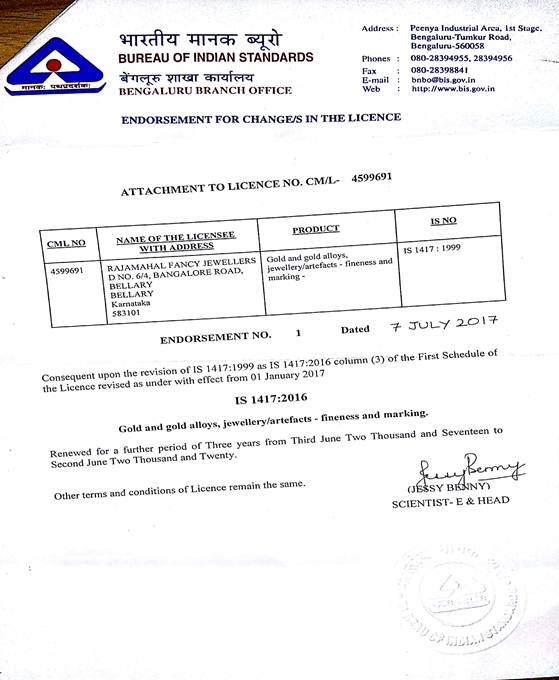 भारतीय मानक ब्यूरो
BUREAU OF INDIAN STANDARDS
बेंगलूरु शाखा कार्यालय
BENGALURU BRANCH OFFICE
मानकः पथप्रदर्शकः
Address : Peenya Industrial Area, 1st Stage,
Bengaluru-Tumkur Road,
Bengaluru-560058
Phones : 080-28394955, 28394956
Fax : 080-28398841
E-mail : bnbo@bis.gov.in
Web : http://www.bis.gov.in
ENDORSEMENT FOR CHANGE/S IN THE LICENCE
ATTACHMENT TO LICENCE NO. CM/L- 4599691
CML NO
NAME OF THE LICENSEE
WITH ADDRESS
PRODUCT
IS NO
4599691
RAJAMAHAL FANCY JEWELLERS
D NO. 6/4, BANGALORE ROAD,
BELLARY
BELLARY
Karnataka
583101
Gold and gold alloys,
jewellery/artefacts - fineness and
marking -
IS 1417 : 1999
ENDORSEMENT NO. 1 Dated 7 JULY 2017
Consequent upon the revision of IS 1417:1999 as IS 1417:2016 column (3) of the First Schedule of
the Licence revised as under with effect from 01 January 2017
IS 1417:2016
Gold and gold alloys, jewellery/artefacts - fineness and marking.
Renewed for a further period of Three years from Third June Two Thousand and Seventeen to
Second June Two Thousand and Twenty.
Other terms and conditions of Licence remain the same.
Jessy Benny
(JESSY BENNY)
SCIENTIST- E & HEAD
OF INDIAN STANDARDS